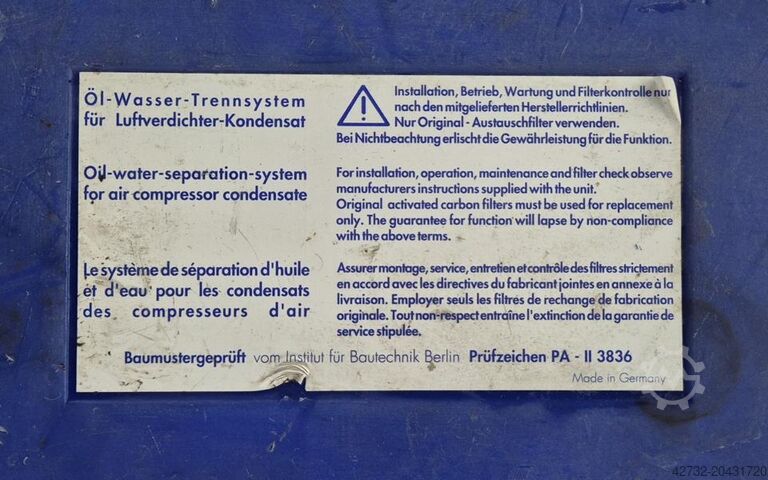 Öl-Wasser-Trennsystem
für Luftverdichter-Kondensat
Installation, Betrieb, Wartung und Filterkontrolle nur
nach den mitgelieferten Herstellerrichtlinien.
Nur Original - Austauschfilter verwenden.
Bei Nichtbeachtung erlischt die Gewährleistung für die Funktion.
Oil-water-separation-system
for air compressor condensate
For installation, operation, maintenance and filter check observe
manufacturers instructions supplied with the unit.
Original activated carbon filters must be used for replacement
only. The guarantee for function will lapse by non-compliance
with the above terms.
Le système de séparation d'huile
et d'eau pour les condensats
des compresseurs d'air
Assurer montage, service, entretien et contrôle des filtres strictement
en accord avec les directives du fabricant jointes en annexe à la
livraison. Employer seuls les filtres de rechange de fabrication
originale. Tout non-respect entraîne l'extinction de la garantie de
service stipulée.
Baumustergeprüft vom Institut für Bautechnik Berlin Prüfzeichen PA - II 3836
Made in Germany
42732-20431720